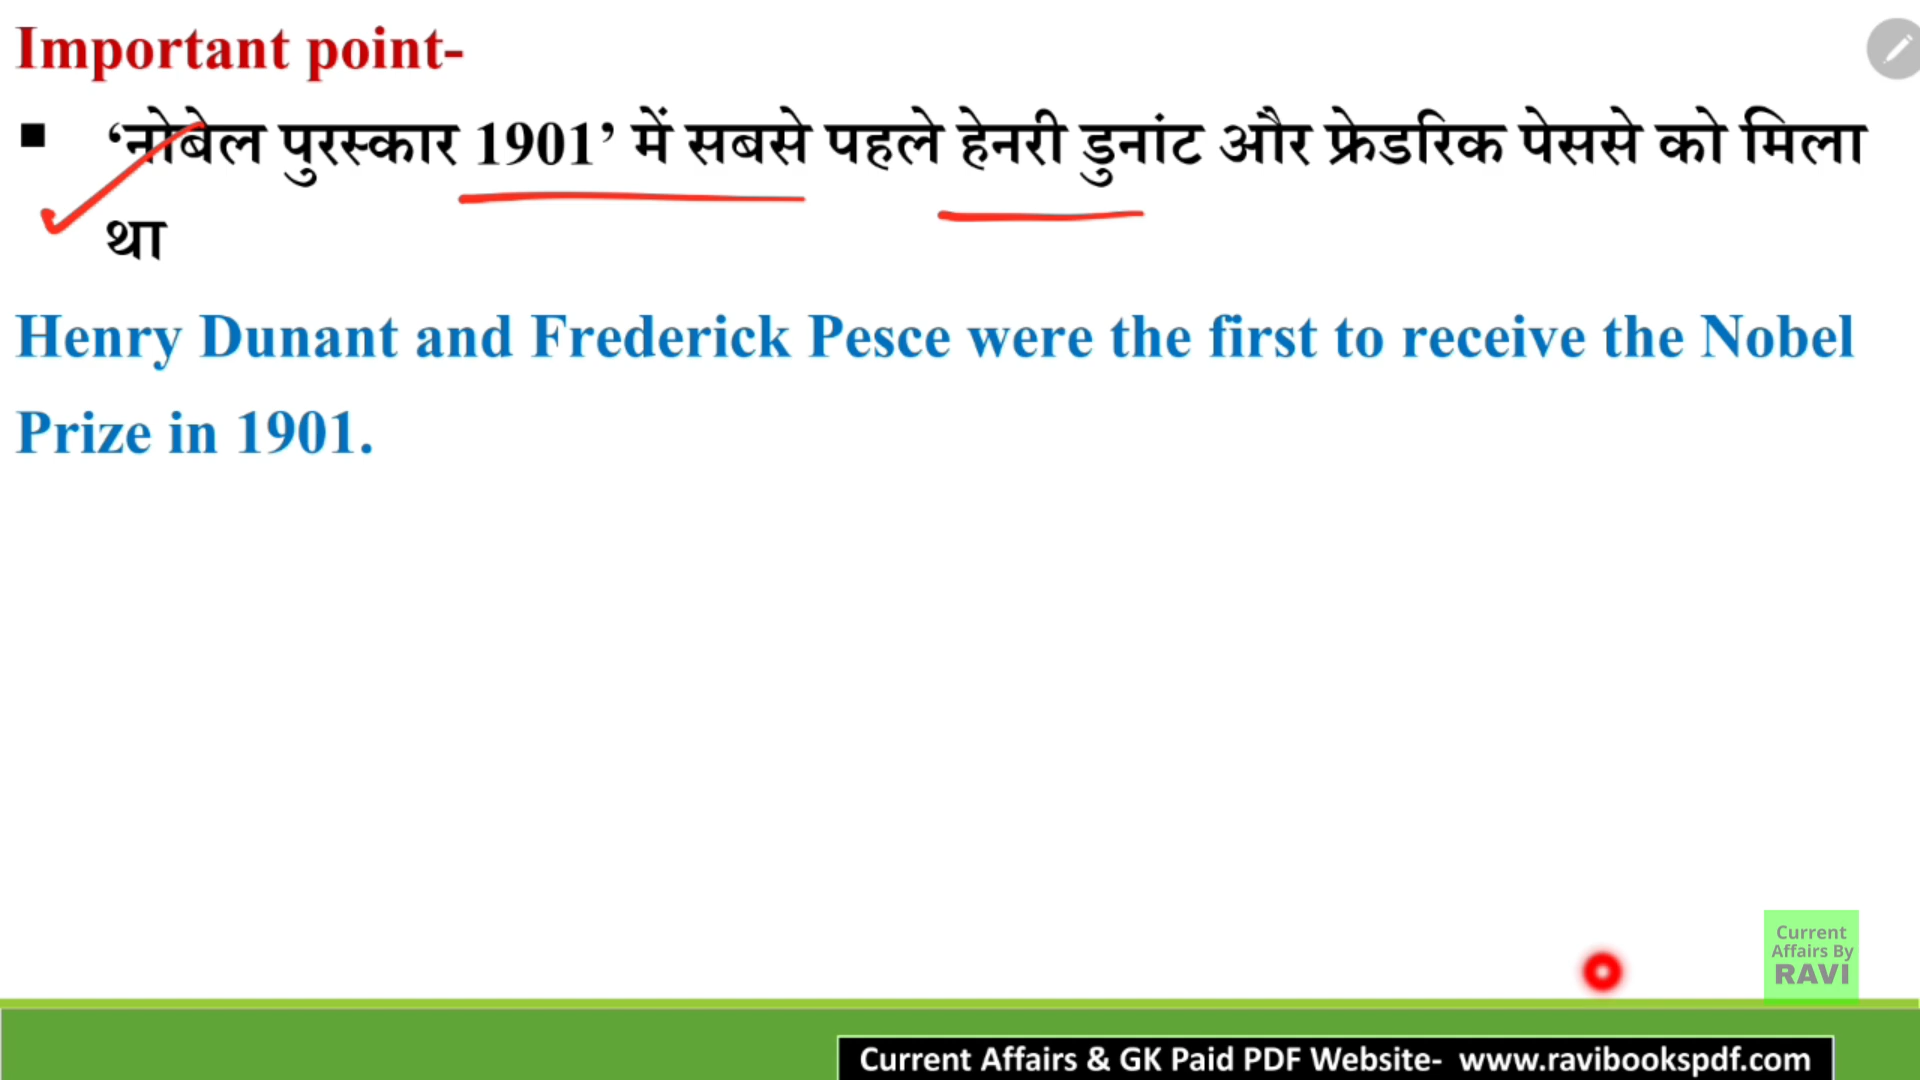 Important point-
▪ ‘नोबेल पुरस्कार 1901’ में सबसे पहले हेनरी डुनांट और फ्रेडरिक पेससे को मिला
था
Henry Dunant and Frederick Pesce were the first to receive the Nobel
Prize in 1901.
Current
Affairs By
RAVI
Current Affairs & GK Paid PDF Website- www.ravibookspdf.com